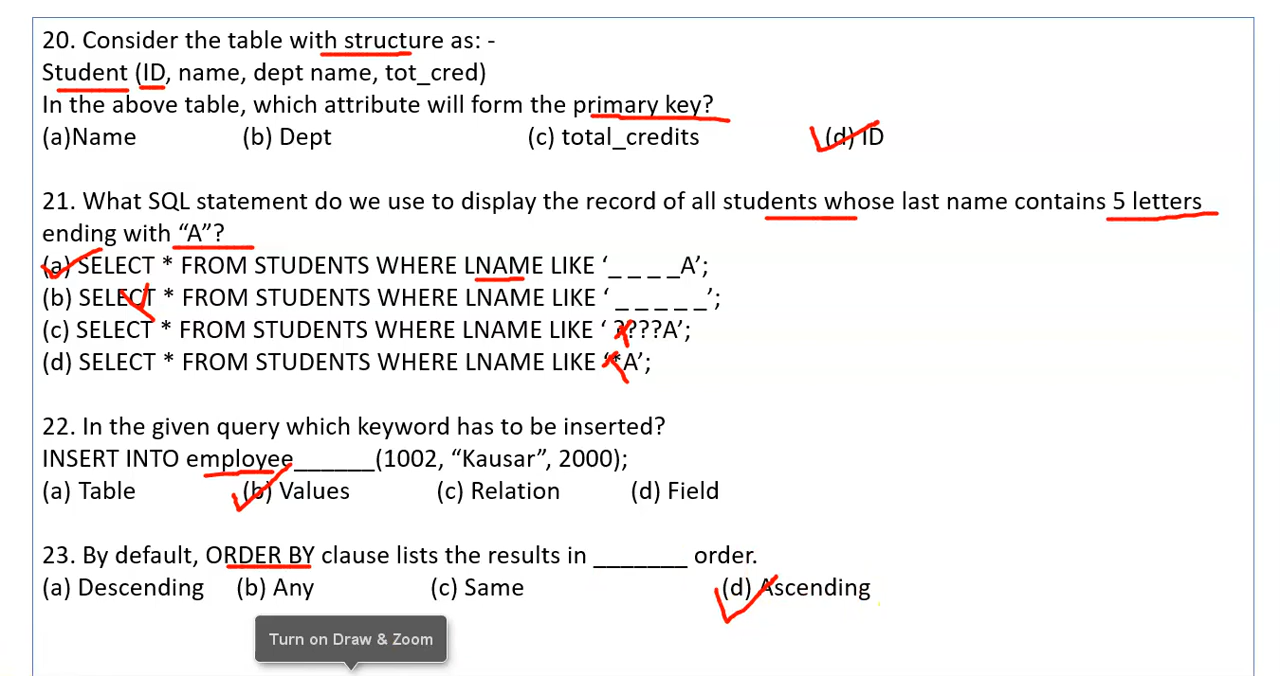 20. Consider the table with structure as: -
Student (ID, name, dept name, tot_cred)
In the above table, which attribute will form the primary key?
(a)Name (b) Dept (c) total_credits (d) ID
21. What SQL statement do we use to display the record of all students whose last name contains 5 letters
ending with “A”?
(a) SELECT * FROM STUDENTS WHERE LNAME LIKE ‘_ _ _ _A’;
(b) SELECT * FROM STUDENTS WHERE LNAME LIKE ‘ _ _ _ _ _’;
(c) SELECT * FROM STUDENTS WHERE LNAME LIKE ‘ ????A’;
(d) SELECT * FROM STUDENTS WHERE LNAME LIKE ‘*A’;
22. In the given query which keyword has to be inserted?
INSERT INTO employee______(1002, “Kausar”, 2000);
(a) Table (b) Values (c) Relation (d) Field
23. By default, ORDER BY clause lists the results in _______ order.
(a) Descending (b) Any (c) Same (d) Ascending
Turn on Draw & Zoom